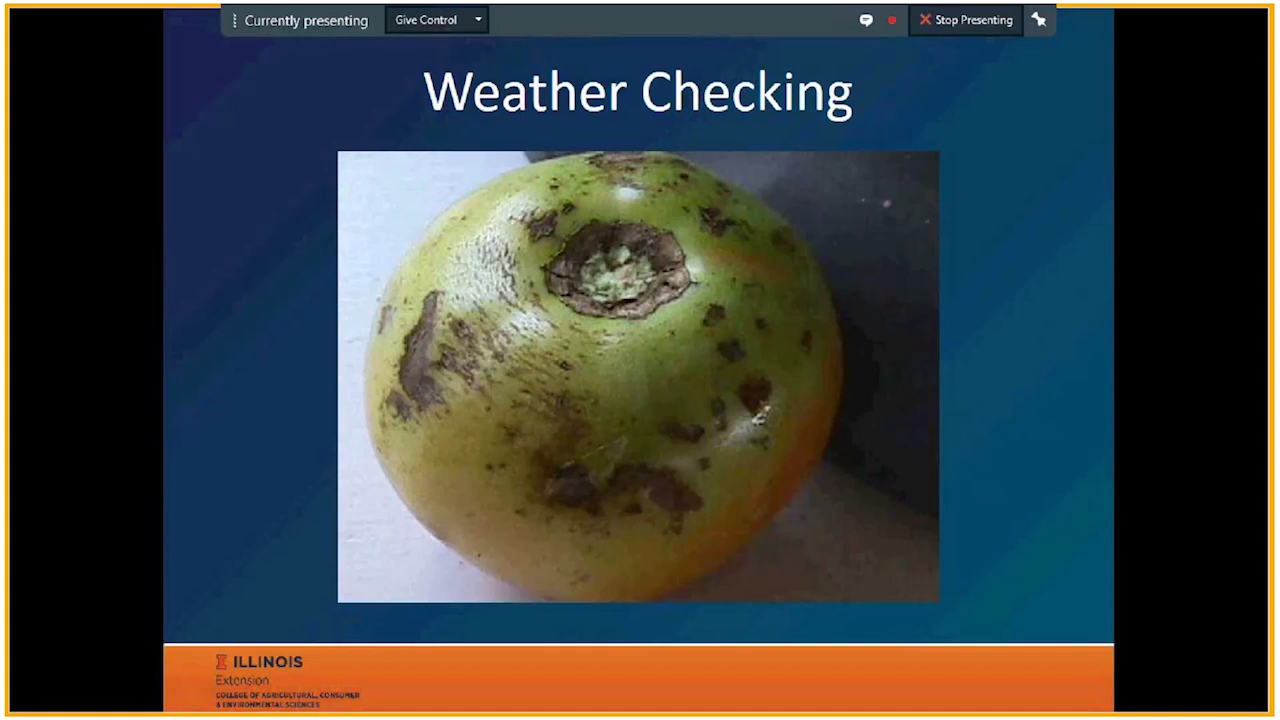 Currently presenting
Give Control
Stop Presenting
Weather Checking
ILLINOIS
Extension
COLLEGE OF AGRICULTURAL, CONSUMER
& ENVIRONMENTAL SCIENCES